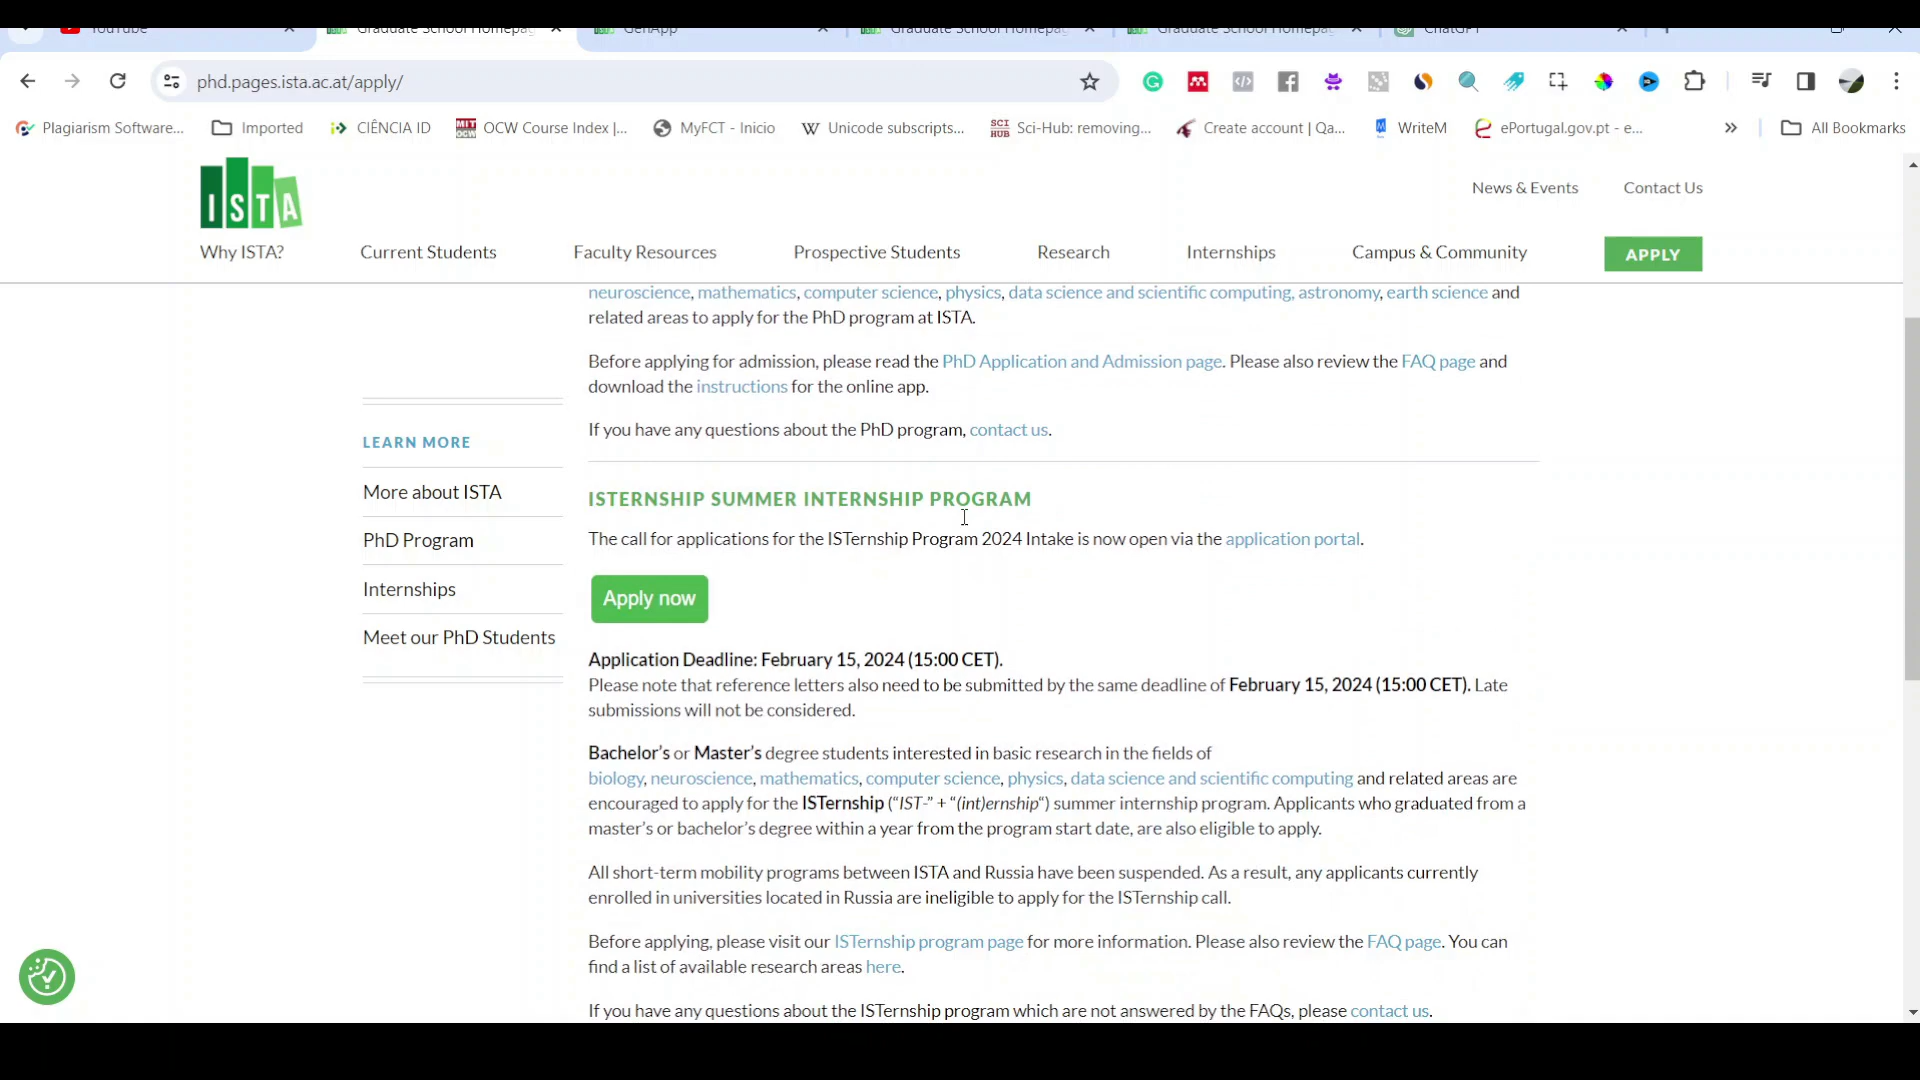 YouTube
Graduate School Homepag
GenApp
Graduate School Homepag
Graduate School Homepag
ChatGPT
phd.pages.ista.ac.at/apply/
Plagiarism Software...
Imported
CIÊNCIA ID
OCW Course Index |...
MyFCT - Inicio
Unicode subscripts...
Sci-Hub: removing...
Create account | Qa...
WriteM
ePortugal.gov.pt - e...
All Bookmarks
ISTA
News & Events
Contact Us
Why ISTA?
Current Students
Faculty Resources
Prospective Students
Research
Internships
Campus & Community
APPLY
neuroscience, mathematics, computer science, physics, data science and scientific computing, astronomy, earth science and
related areas to apply for the PhD program at ISTA.
Before applying for admission, please read the PhD Application and Admission page. Please also review the FAQ page and
download the instructions for the online app.
If you have any questions about the PhD program, contact us.
LEARN MORE
More about ISTA
PhD Program
Internships
Meet our PhD Students
ISTERNSHIP SUMMER INTERNSHIP PROGRAM
The call for applications for the ISTernship Program 2024 Intake is now open via the application portal.
Apply now
Application Deadline: February 15, 2024 (15:00 CET).
Please note that reference letters also need to be submitted by the same deadline of February 15, 2024 (15:00 CET). Late
submissions will not be considered.
Bachelor's or Master's degree students interested in basic research in the fields of
biology, neuroscience, mathematics, computer science, physics, data science and scientific computing and related areas are
encouraged to apply for the ISTernship (“IST-” + “(int)ernship“) summer internship program. Applicants who graduated from a
master's or bachelor's degree within a year from the program start date, are also eligible to apply.
All short-term mobility programs between ISTA and Russia have been suspended. As a result, any applicants currently
enrolled in universities located in Russia are ineligible to apply for the ISTernship call.
Before applying, please visit our ISTernship program page for more information. Please also review the FAQ page. You can
find a list of available research areas here.
If you have any questions about the ISTernship program which are not answered by the FAQs, please contact us.